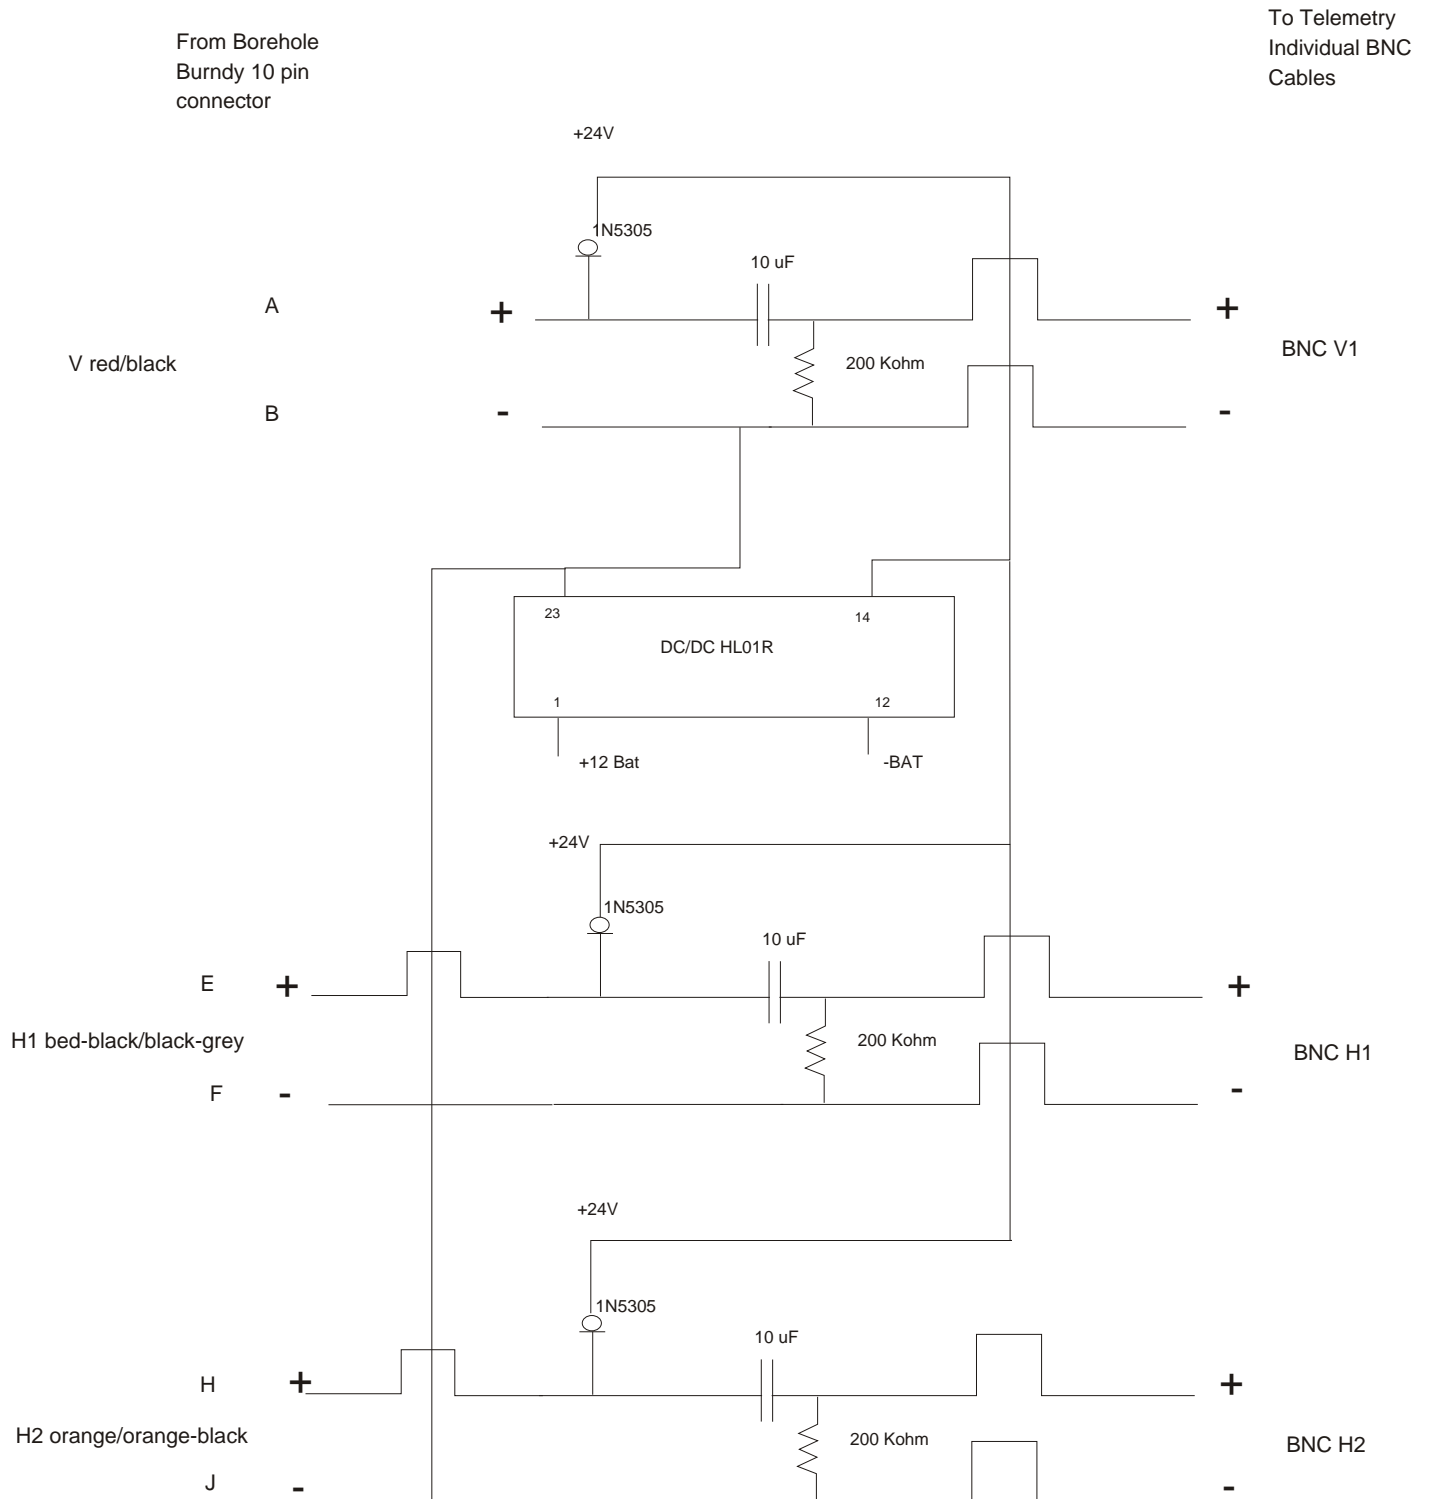 To Telemetry
Individual BNC
Cables
From Borehole
Burndy 10 pin
connector
+24V
1N5305
10 uF
A
+
+
V red/black
200 Kohm
BNC V1
B
-
-
23
14
DC/DC HL01R
1
12
+12 Bat
-BAT
+24V
1N5305
10 uF
E
+
+
H1 bed-black/black-grey
200 Kohm
BNC H1
F
-
-
+24V
1N5305
10 uF
H
+
+
H2 orange/orange-black
200 Kohm
BNC H2
J
-
-